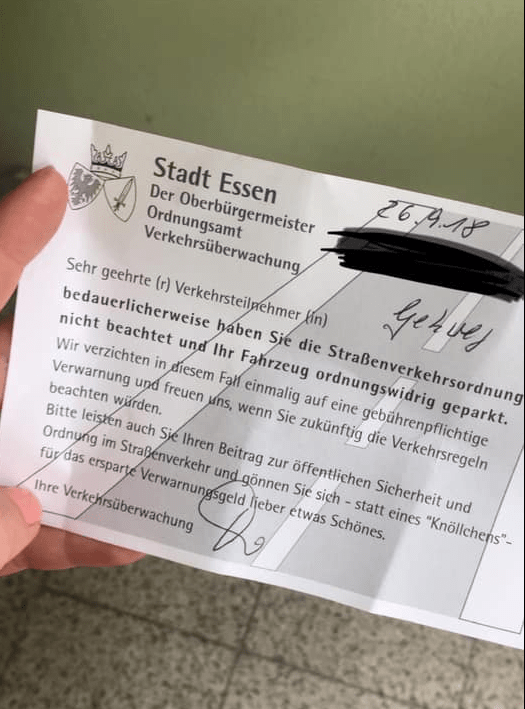 Stadt Essen
Der Oberbürgermeister
Ordnungsamt
Verkehrsüberwachung
26.4.18
Gehweg
Sehr geehrte (r) Verkehrsteilnehmer (in)
bedauerlicherweise haben Sie die Straßenverkehrsordnung
nicht beachtet und Ihr Fahrzeug ordnungswidrig geparkt.
Wir verzichten in diesem Fall einmalig auf eine gebührenpflichtige
Verwarnung und freuen uns, wenn Sie zukünftig die Verkehrsregeln
beachten würden.
Bitte leisten auch Sie Ihren Beitrag zur öffentlichen Sicherheit und
Ordnung im Straßenverkehr und gönnen Sie sich - statt eines "Knöllchens"-
für das ersparte Verwarnungsgeld lieber etwas Schönes.
Ihre Verkehrsüberwachung